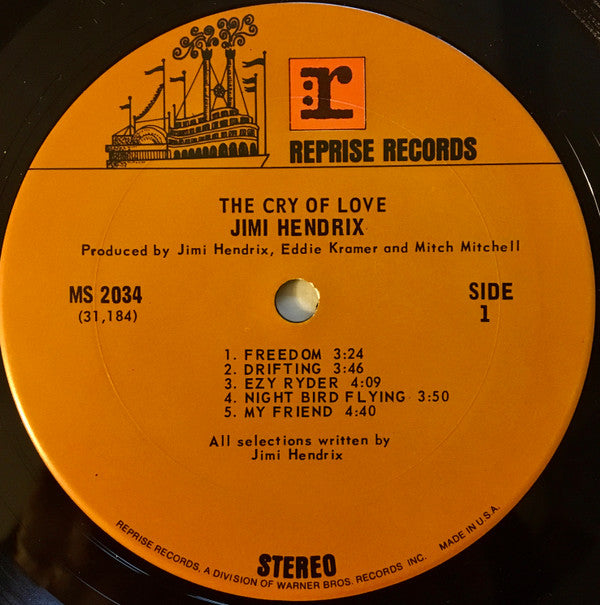 r
REPRISE RECORDS
THE CRY OF LOVE
JIMI HENDRIX
Produced by Jimi Hendrix, Eddie Kramer and Mitch Mitchell
MS 2034
(31,184)
SIDE
1
1. FREEDOM 3:24
2. DRIFTING 3:46
3. EZY RYDER 4:09
4. NIGHT BIRD FLYING 3:50
5. MY FRIEND 4:40
All selections written by
Jimi Hendrix
STEREO
REPRISE RECORDS, A DIVISION OF WARNER BROS. RECORDS INC. MADE IN U.S.A.